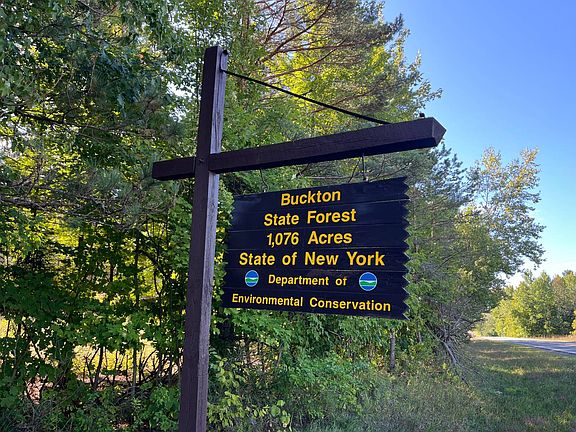 Buckton
State Forest
1,076 Acres
State of New York
Department of
Environmental Conservation